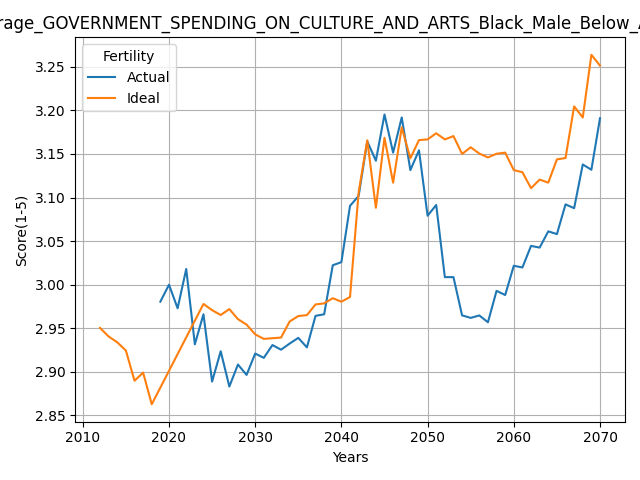 rage_GOVERNMENT_SPENDING_ON_CULTURE_AND_ARTS_Black_Male_Below_A
Fertility
Actual
Ideal
Score(1-5)
3.25
3.20
3.15
3.10
3.05
3.00
2.95
2.90
2.85
2010 2020 2030 2040 2050 2060 2070
Years